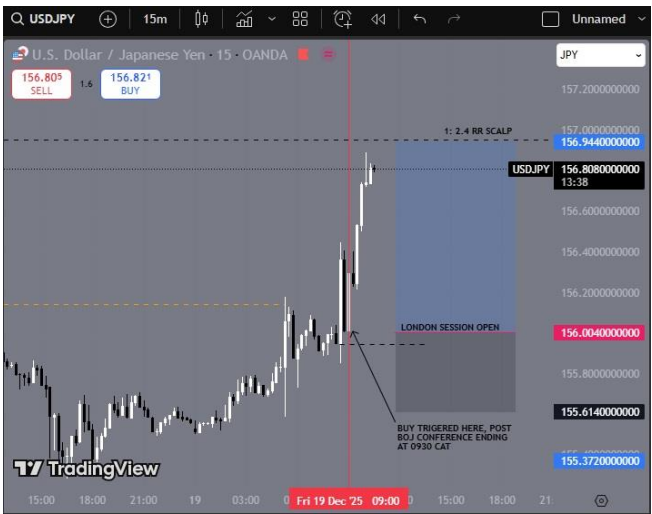 USDJPY
15m
Unnamed
U.S. Dollar / Japanese Yen · 15 · OANDA
JPY
156.805
SELL
1.6
156.821
BUY
157.2000000000
157.0000000000
1: 2.4 RR SCALP
156.9440000000
USDJPY
156.8080000000
13:38
156.6000000000
156.4000000000
156.2000000000
LONDON SESSION OPEN
156.0040000000
155.8000000000
155.6140000000
BUY TRIGERED HERE, POST
BOJ CONFERENCE ENDING
AT 0930 CAT
155.3720000000
TradingView
15:00 18:00 21:00 19 03:00 Fri 19 Dec '25 09:00 15:00 18:00 21: